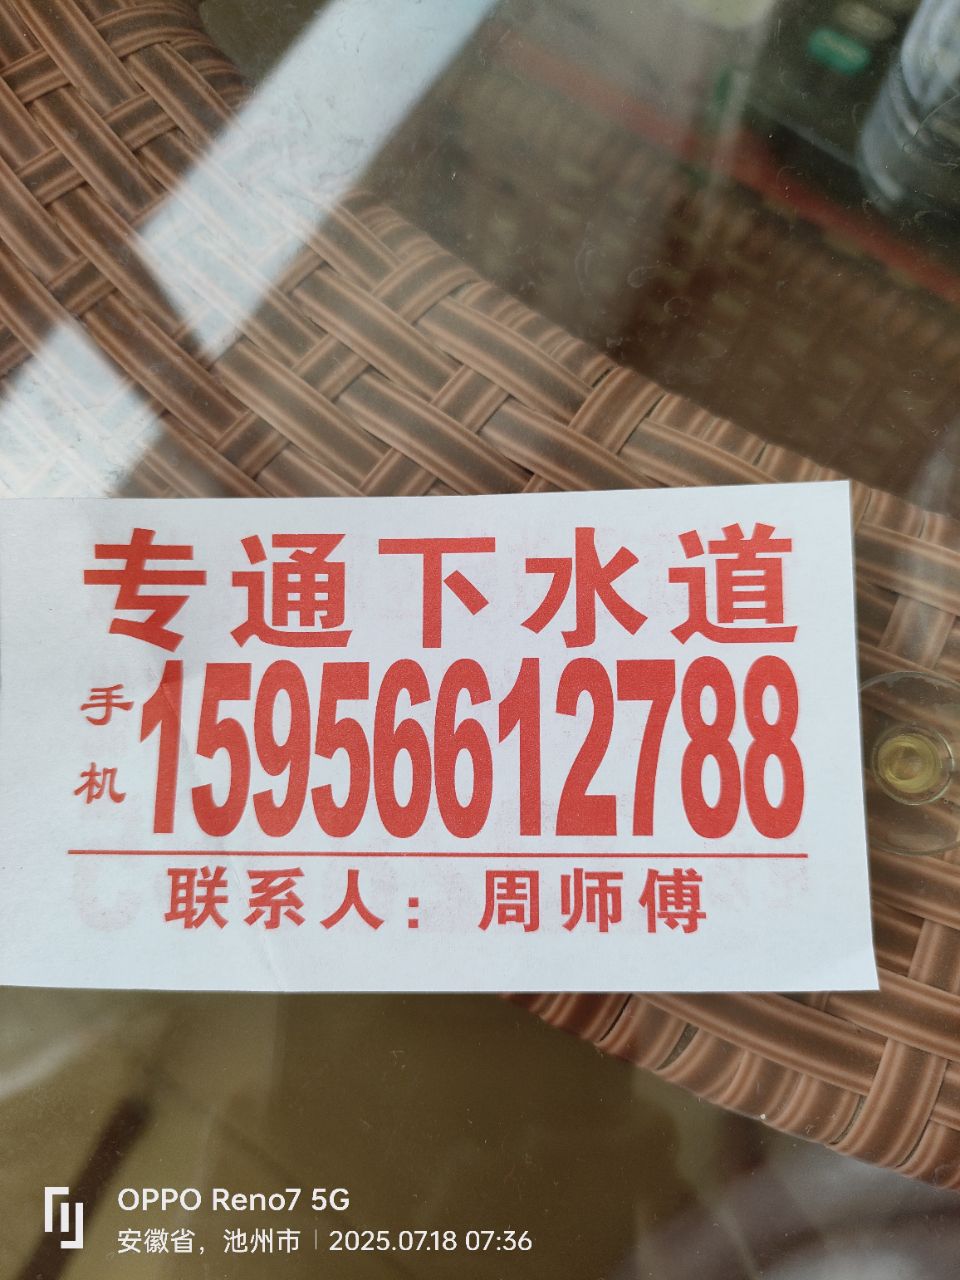 专通下水道
手机 15956612788
联系人：周师傅
OPPO Reno7 5G
安徽省，池州市 | 2025.07.18 07:36